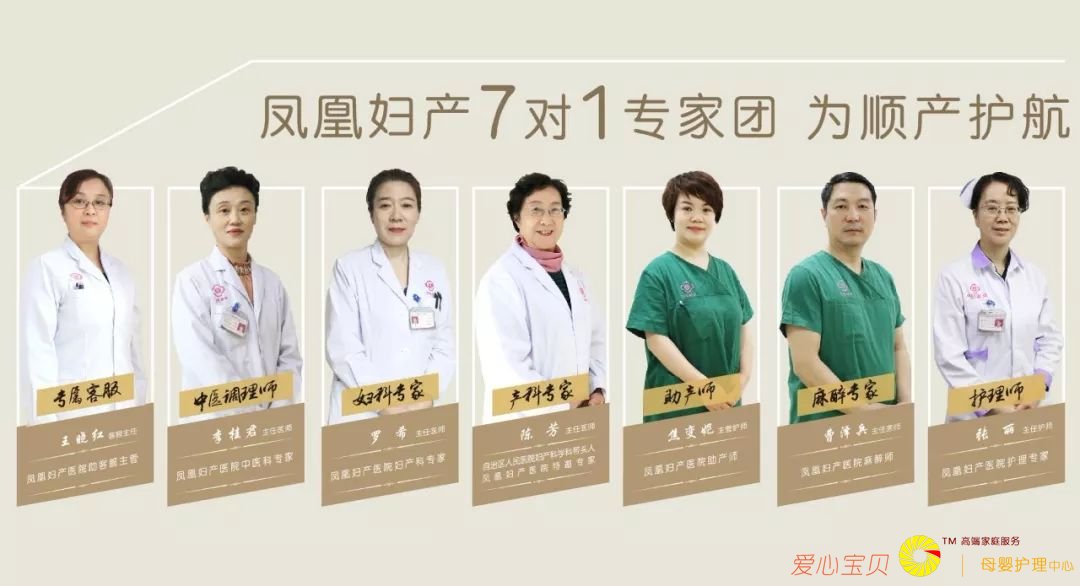 凤凰妇产7对1专家团 为顺产护航
专属客服
王晓红 客服主任
凤凰妇产医院助客服主管
中医调理师
李桂君 主任医师
凤凰妇产医院中医科专家
妇科专家
罗希 主任医师
凤凰妇产医院妇产科专家
产科专家
陈芳 主任医师
自治区人民医院妇产科学科带头人
凤凰妇产医院特邀专家
助产师
焦变妮 主管护师
凤凰妇产医院助产师
麻醉专家
曹泽兵 主任医师
凤凰妇产医院麻醉师
护理师
张丽 主任护师
凤凰妇产医院护理专家
爱心宝贝
TM 高端家庭服务
母婴护理中心